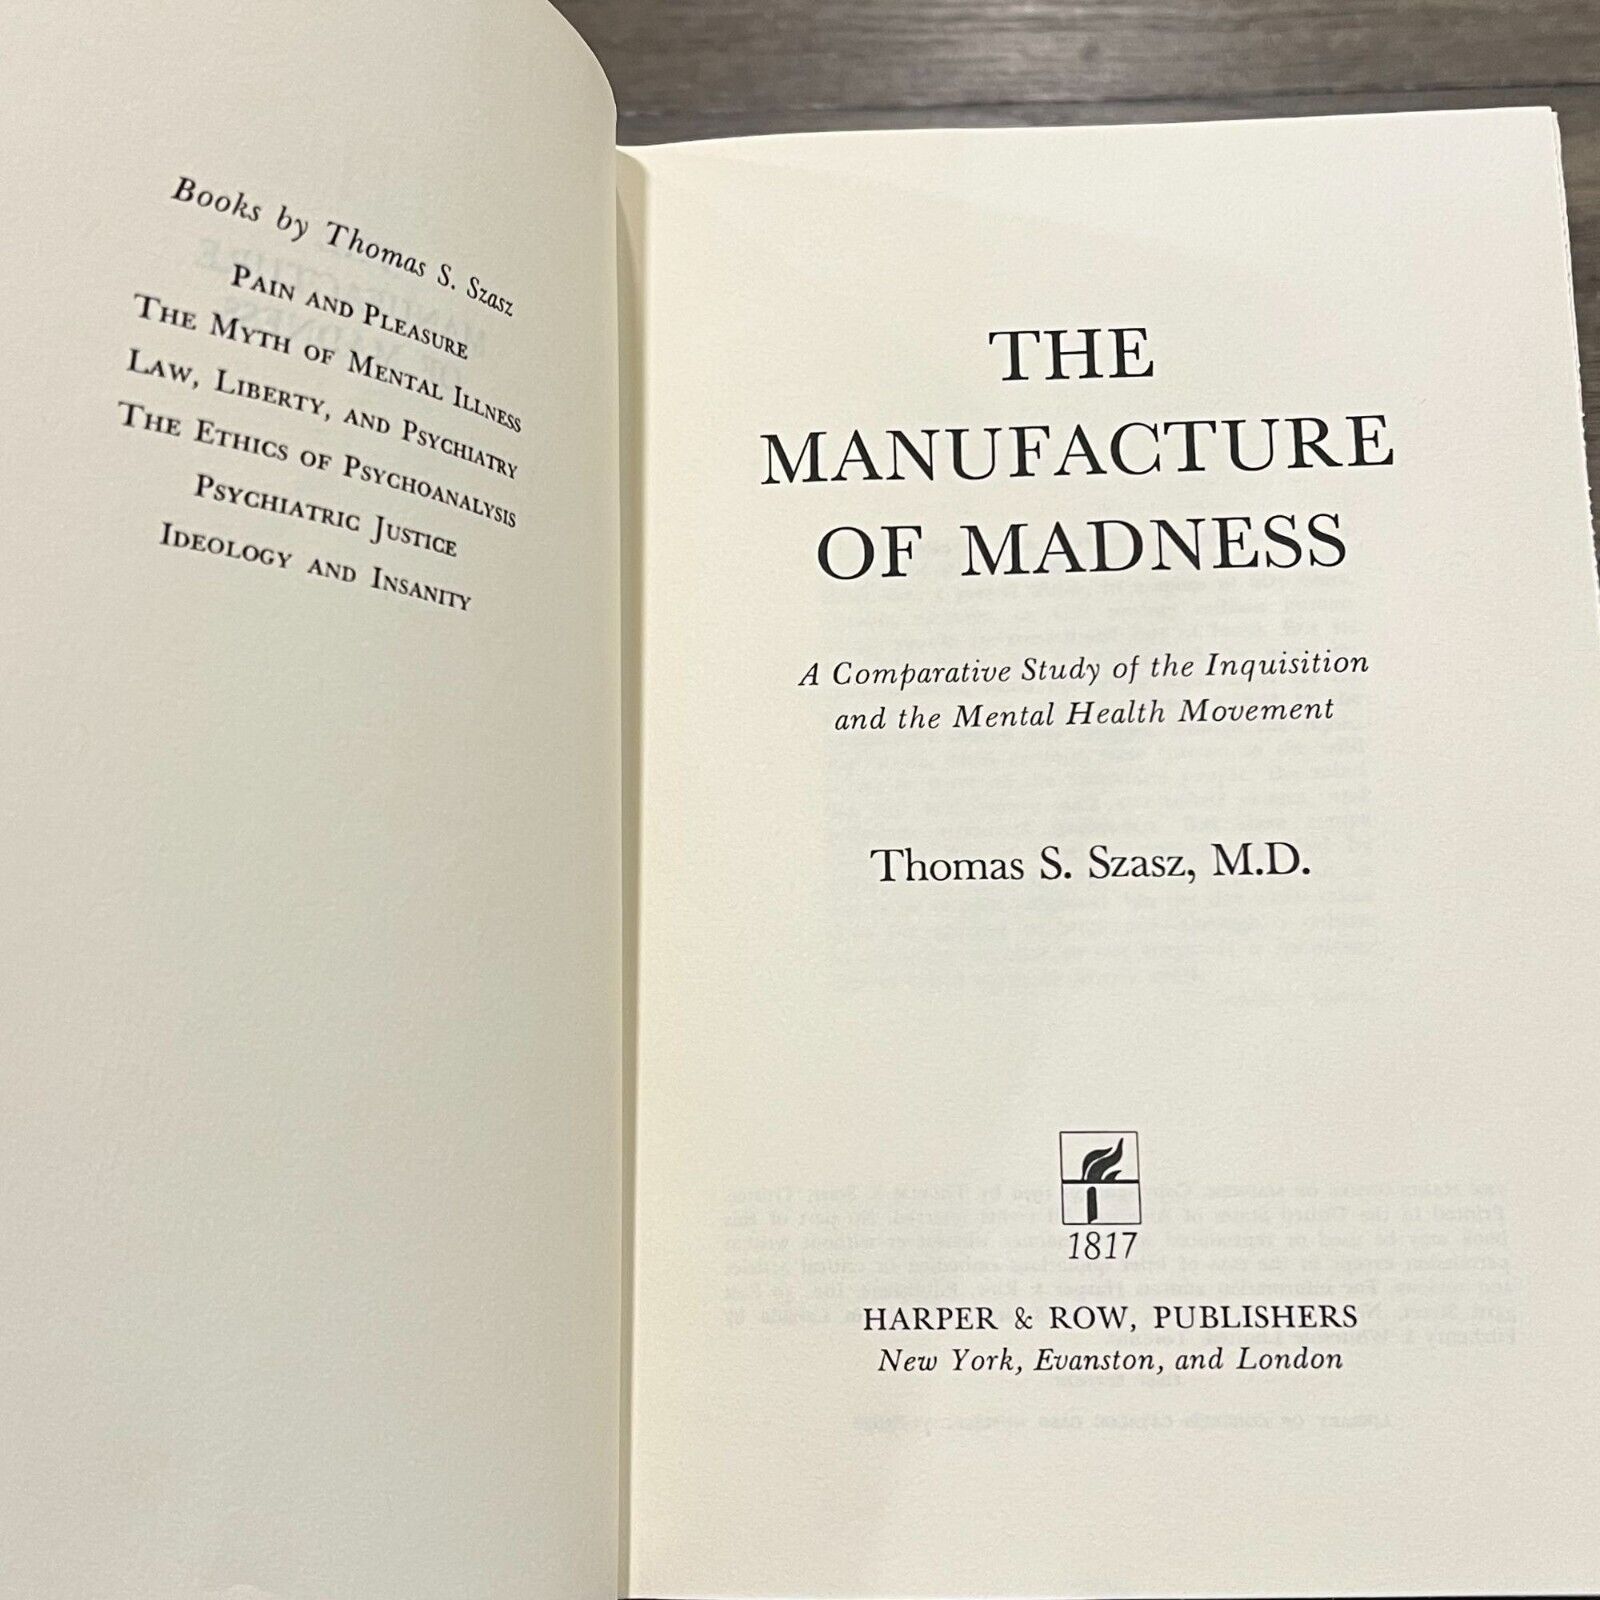 Books by Thomas S. Szasz
PAIN AND PLEASURE
THE MYTH OF MENTAL ILLNESS
LAW, LIBERTY, AND PSYCHIATRY
THE ETHICS OF PSYCHOANALYSIS
PSYCHIATRIC JUSTICE
IDEOLOGY AND INSANITY
THE
MANUFACTURE
OF MADNESS
A Comparative Study of the Inquisition
and the Mental Health Movement
Thomas S. Szasz, M.D.
1817
HARPER & ROW, PUBLISHERS
New York, Evanston, and London